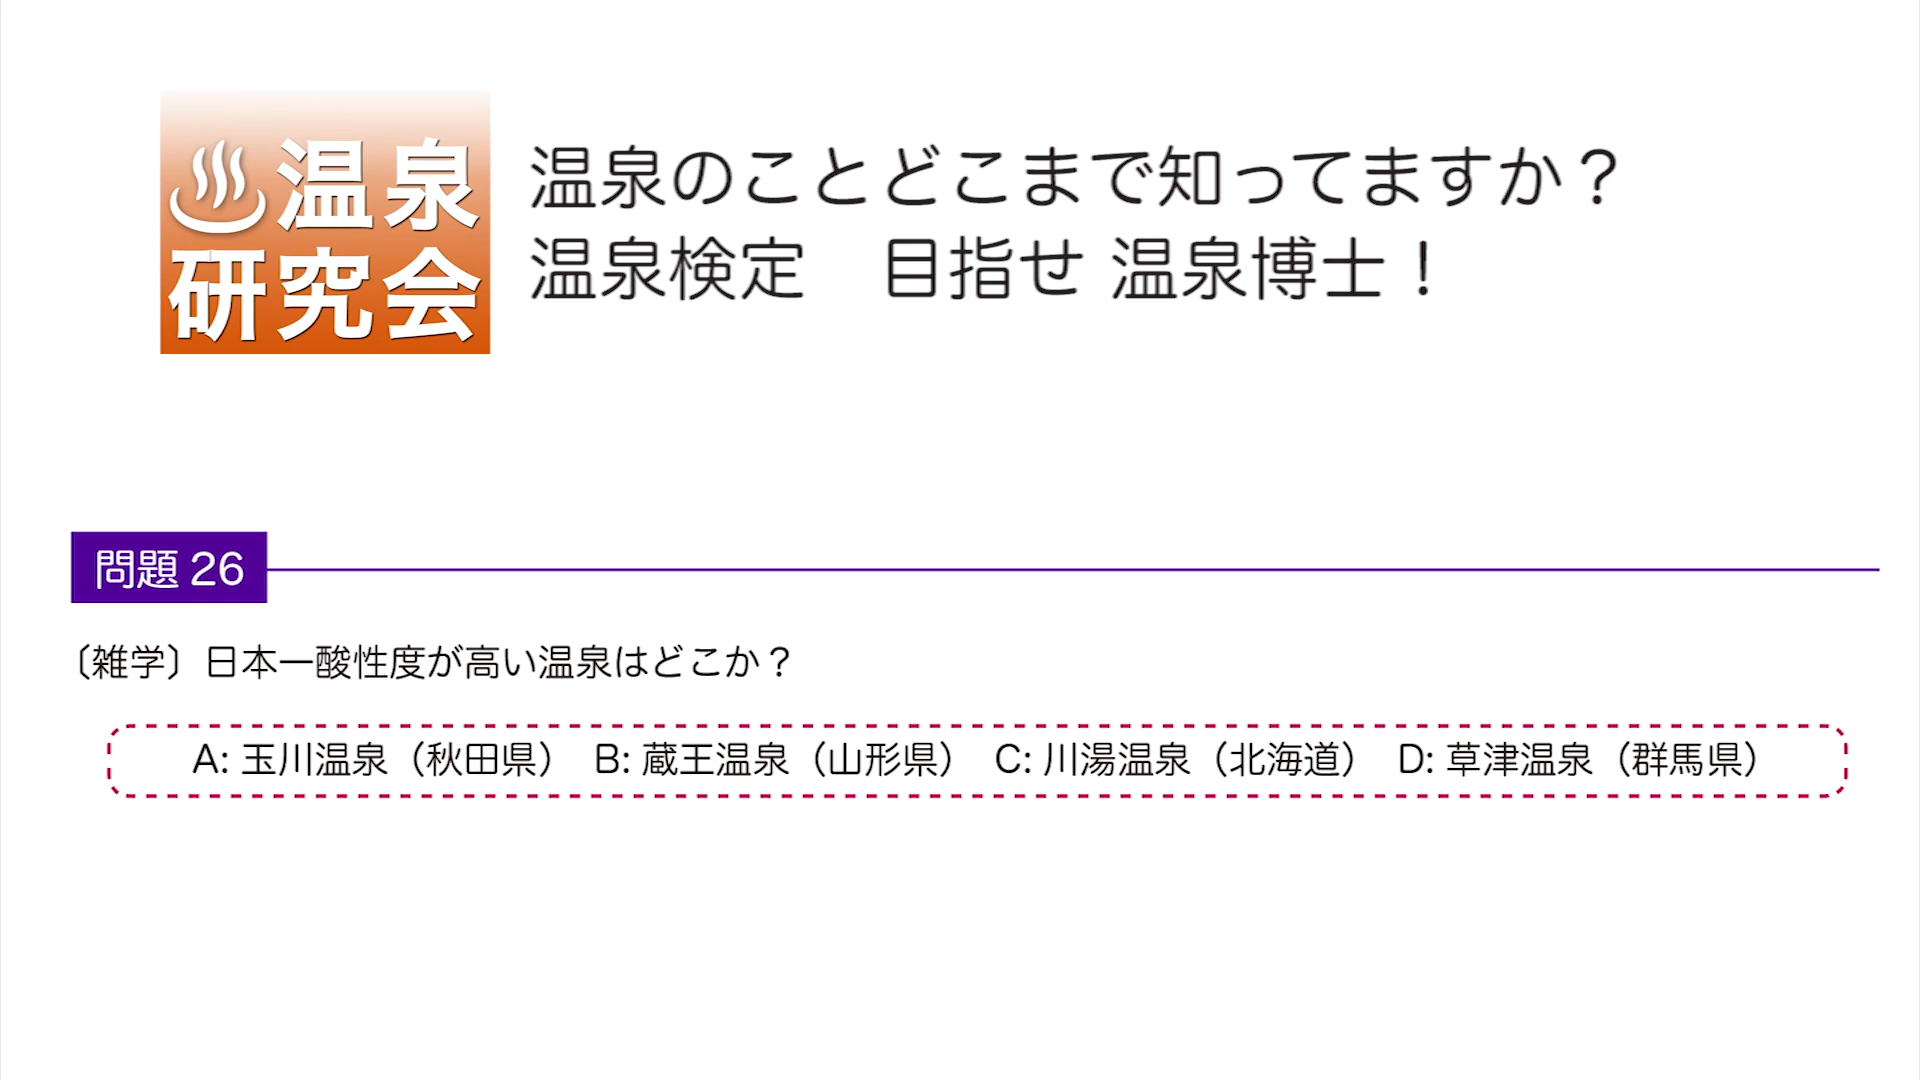 ♨温泉
研究会
温泉のことどこまで知ってますか？
温泉検定　目指せ 温泉博士！
問題 26
〔雑学〕日本一酸性度が高い温泉はどこか？
A: 玉川温泉（秋田県）　B: 蔵王温泉（山形県）　C: 川湯温泉（北海道）　D: 草津温泉（群馬県）